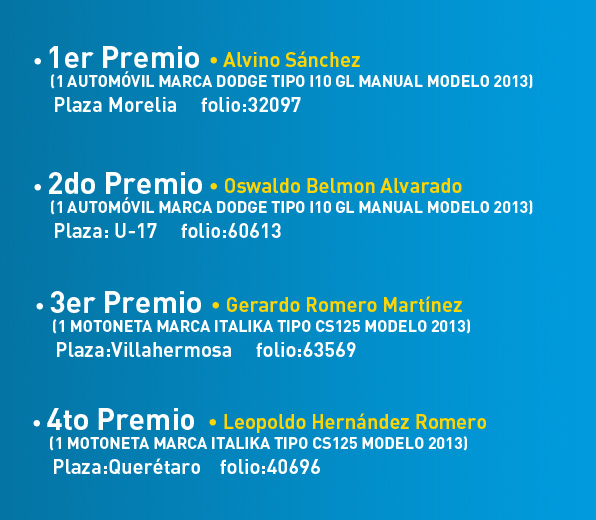 • 1er Premio • Alvino Sánchez
(1 AUTOMÓVIL MARCA DODGE TIPO I10 GL MANUAL MODELO 2013)
Plaza Morelia folio:32097
• 2do Premio • Oswaldo Belmon Alvarado
(1 AUTOMÓVIL MARCA DODGE TIPO I10 GL MANUAL MODELO 2013)
Plaza: U-17 folio:60613
• 3er Premio • Gerardo Romero Martínez
(1 MOTONETA MARCA ITALIKA TIPO CS125 MODELO 2013)
Plaza:Villahermosa folio:63569
• 4to Premio • Leopoldo Hernández Romero
(1 MOTONETA MARCA ITALIKA TIPO CS125 MODELO 2013)
Plaza:Querétaro folio:40696